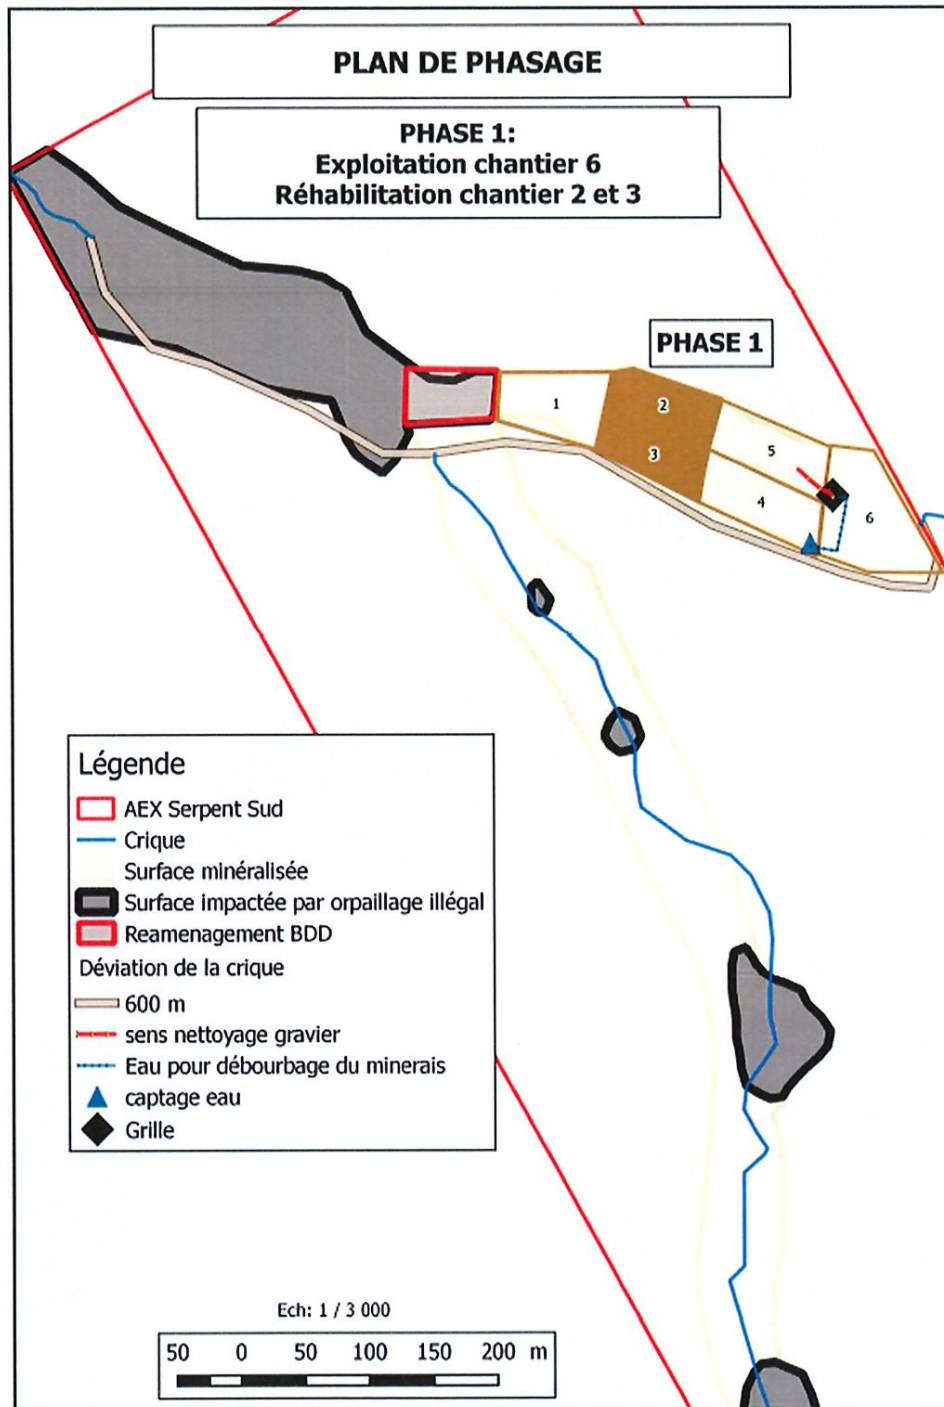 PLAN DE PHASAGE
PHASE 1:
Exploitation chantier 6
Réhabilitation chantier 2 et 3
PHASE 1
1
2
3
5
4
6
Légende
AEX Serpent Sud
Crique
Surface minéralisée
Surface impactée par orpaillage illégal
Reamenagement BDD
Déviation de la crique
600 m
sens nettoyage gravier
Eau pour débourbage du minerais
captage eau
Grille
Ech: 1 / 3 000
50 0 50 100 150 200 m